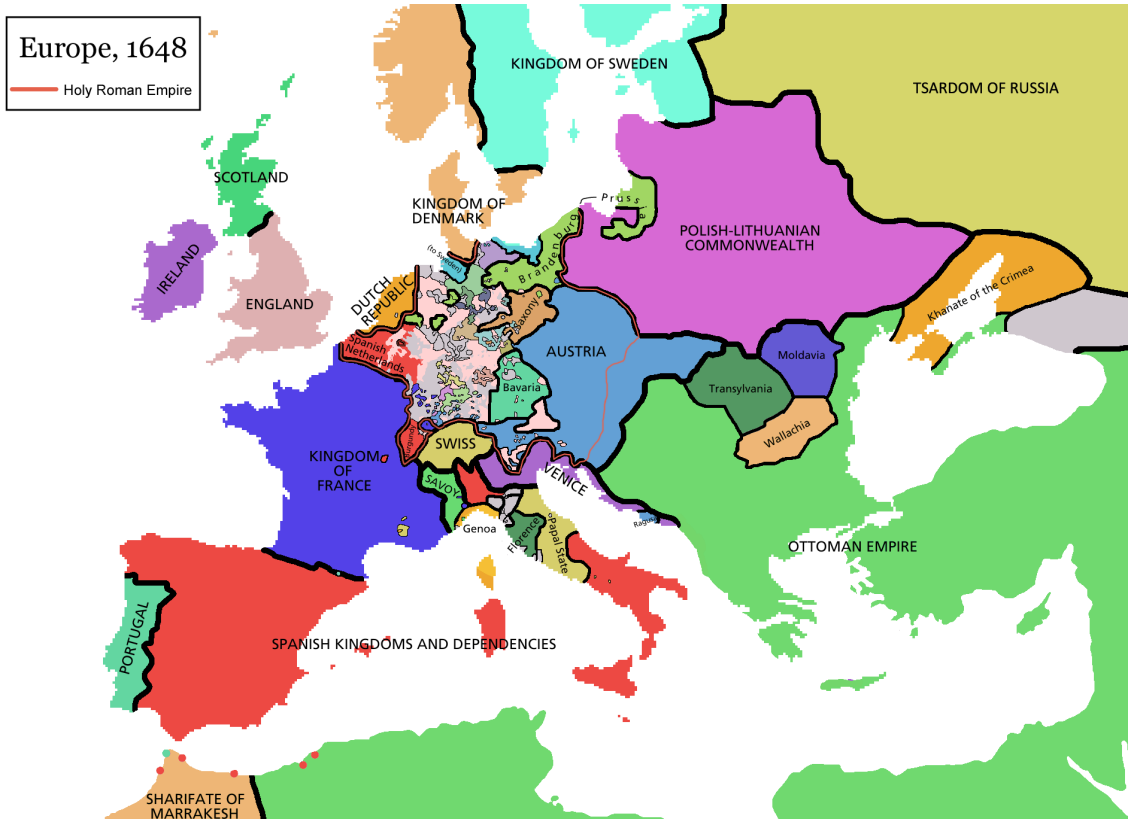 Europe, 1648
Holy Roman Empire
KINGDOM OF SWEDEN
TSARDOM OF RUSSIA
SCOTLAND
KINGDOM OF
DENMARK
Prussia
POLISH-LITHUANIAN
COMMONWEALTH
IRELAND
ENGLAND
(to Sweden)
Brandenburg
DUTCH
REPUBLIC
Khanate of the Crimea
Saxony
Spanish
Netherlands
AUSTRIA
Moldavia
Bavaria
Transylvania
Burgundy
SWISS
Wallachia
KINGDOM
OF
FRANCE
SAVOY
VENICE
Genoa
Florence
Papal State
Ragusa
OTTOMAN EMPIRE
PORTUGAL
SPANISH KINGDOMS AND DEPENDENCIES
SHARIFATE OF
MARRAKESH